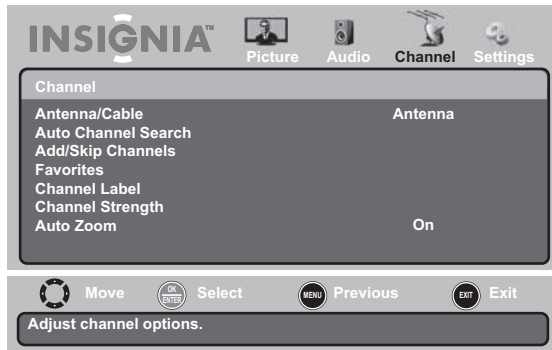 INSIGNIA™
Picture Audio Channel Settings
Channel
Antenna/Cable Antenna
Auto Channel Search
Add/Skip Channels
Favorites
Channel Label
Channel Strength
Auto Zoom On
Move OK ENTER Select MENU Previous EXIT Exit
Adjust channel options.